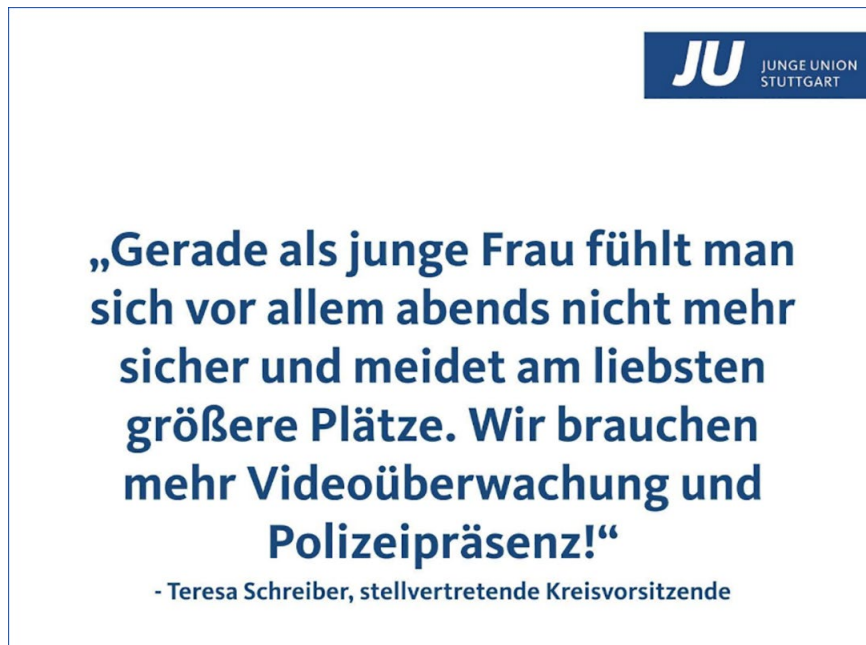 JU JUNGE UNION
STUTTGART
„Gerade als junge Frau fühlt man
sich vor allem abends nicht mehr
sicher und meidet am liebsten
größere Plätze. Wir brauchen
mehr Videoüberwachung und
Polizeipräsenz!“
- Teresa Schreiber, stellvertretende Kreisvorsitzende